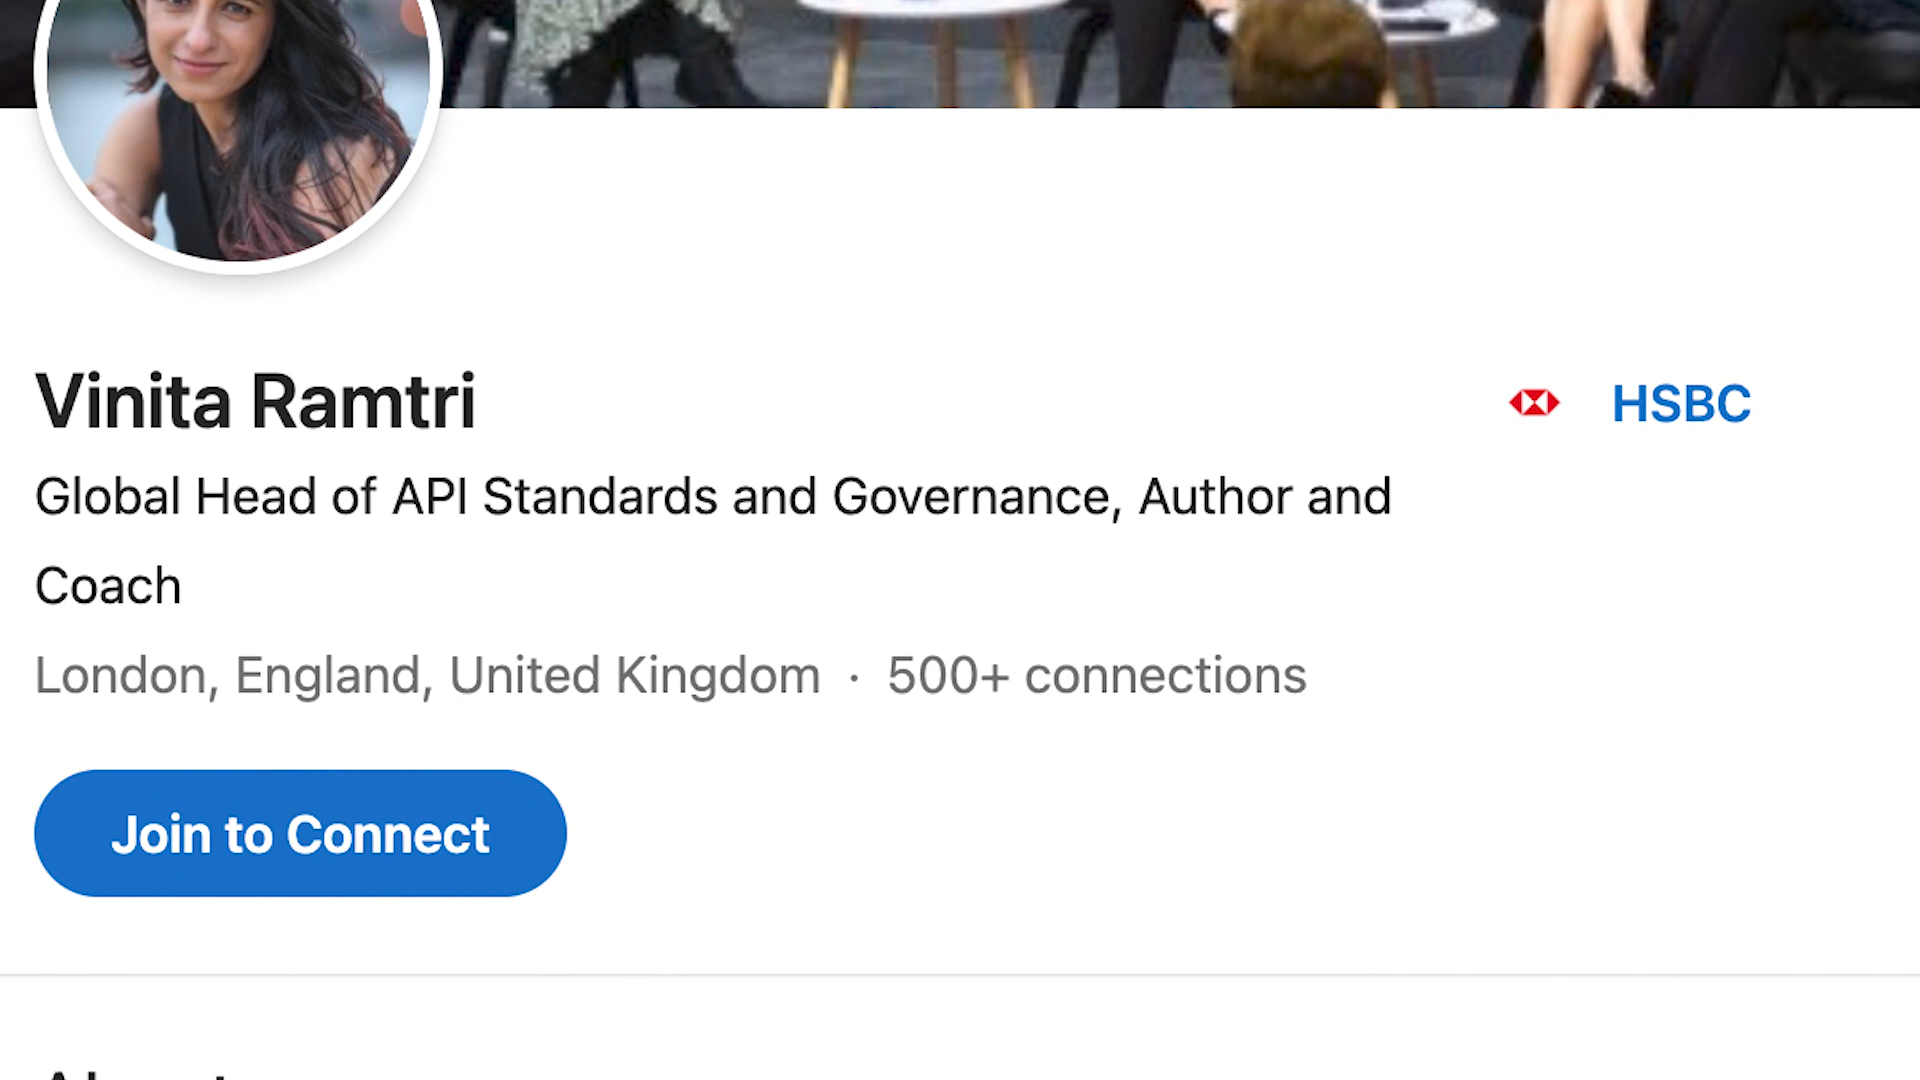 Vinita Ramtri
HSBC
Global Head of API Standards and Governance, Author and
Coach
London, England, United Kingdom · 500+ connections
Join to Connect